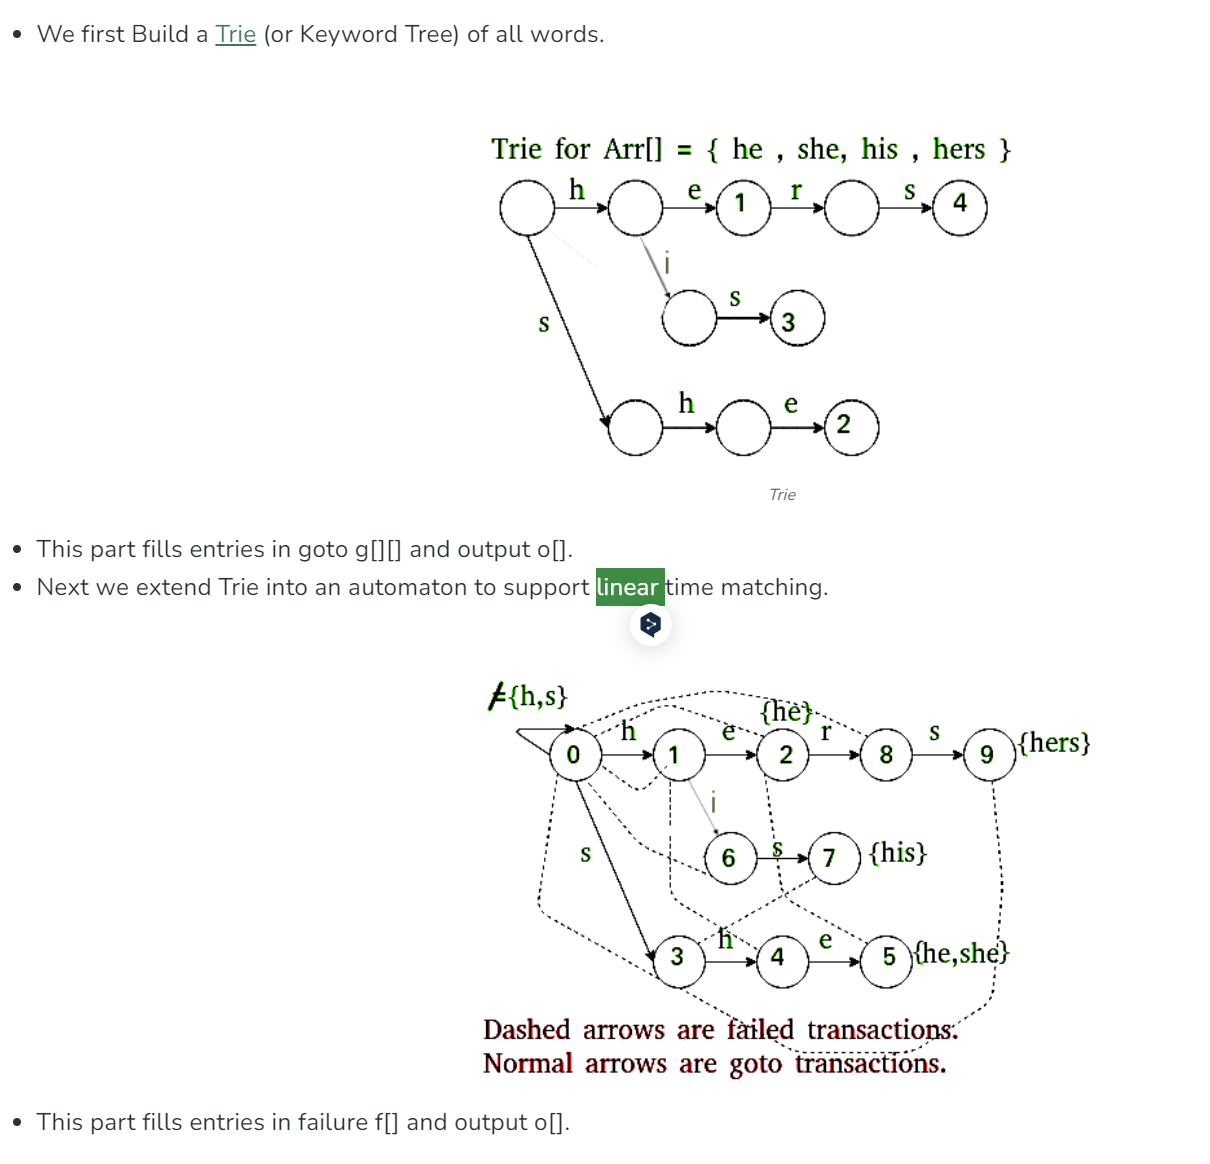 We first Build a Trie (or Keyword Tree) of all words.
Trie for Arr[] = { he , she, his , hers }
h e 1 r s 4
i
s
s 3
h e 2
Trie
This part fills entries in goto g[][] and output o[].
Next we extend Trie into an automaton to support linear time matching.
≠{h,s}
{he}
0 h 1 e 2 r 8 s 9 {hers}
i
s
6 s 7 {his}
3 h 4 e 5 {he,she}
Dashed arrows are failed transactions.
Normal arrows are goto transactions.
This part fills entries in failure f[] and output o[].